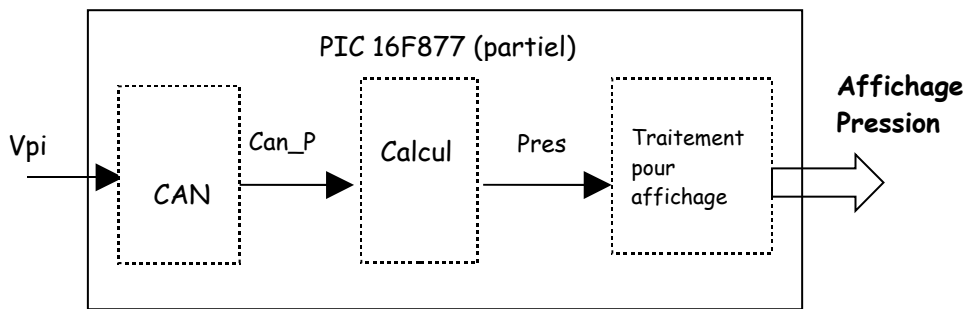 PIC 16F877 (partiel)
Vpi
CAN
Can_P
Calcul
Pres
Traitement
pour
affichage
Affichage
Pression